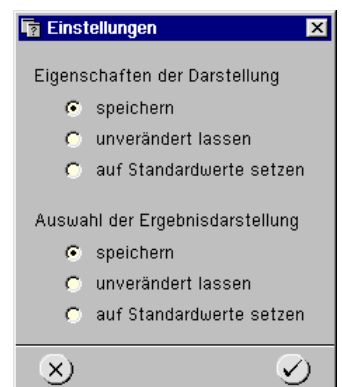 Einstellungen
Eigenschaften der Darstellung
speichern
unverändert lassen
auf Standardwerte setzen
Auswahl der Ergebnisdarstellung
speichern
unverändert lassen
auf Standardwerte setzen